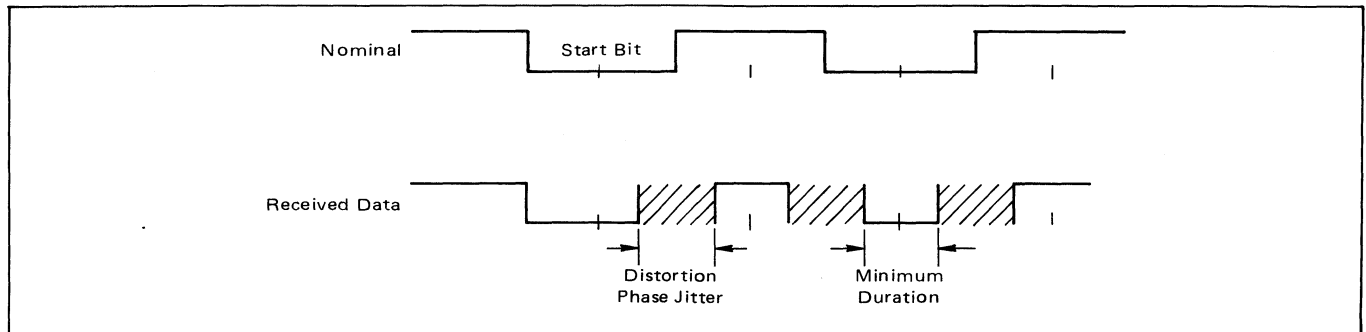 Nominal
Start Bit
Received Data
Distortion
Phase Jitter
Minimum
Duration